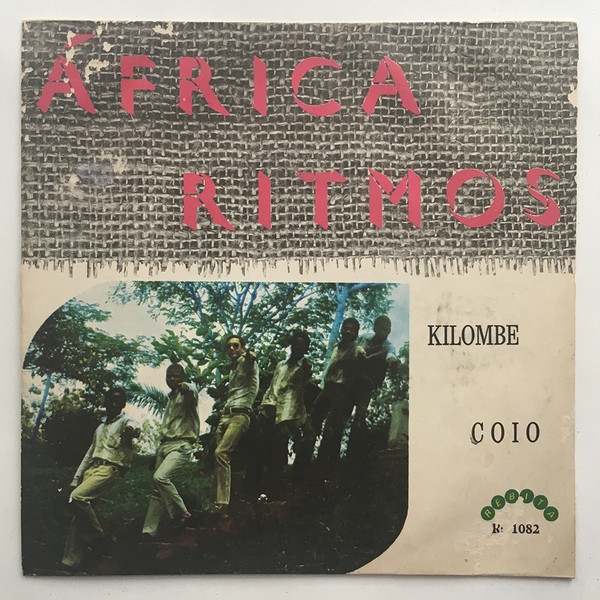 ÁFRICA
RITMOS
KILOMBE
COIO
REBITA
R: 1082